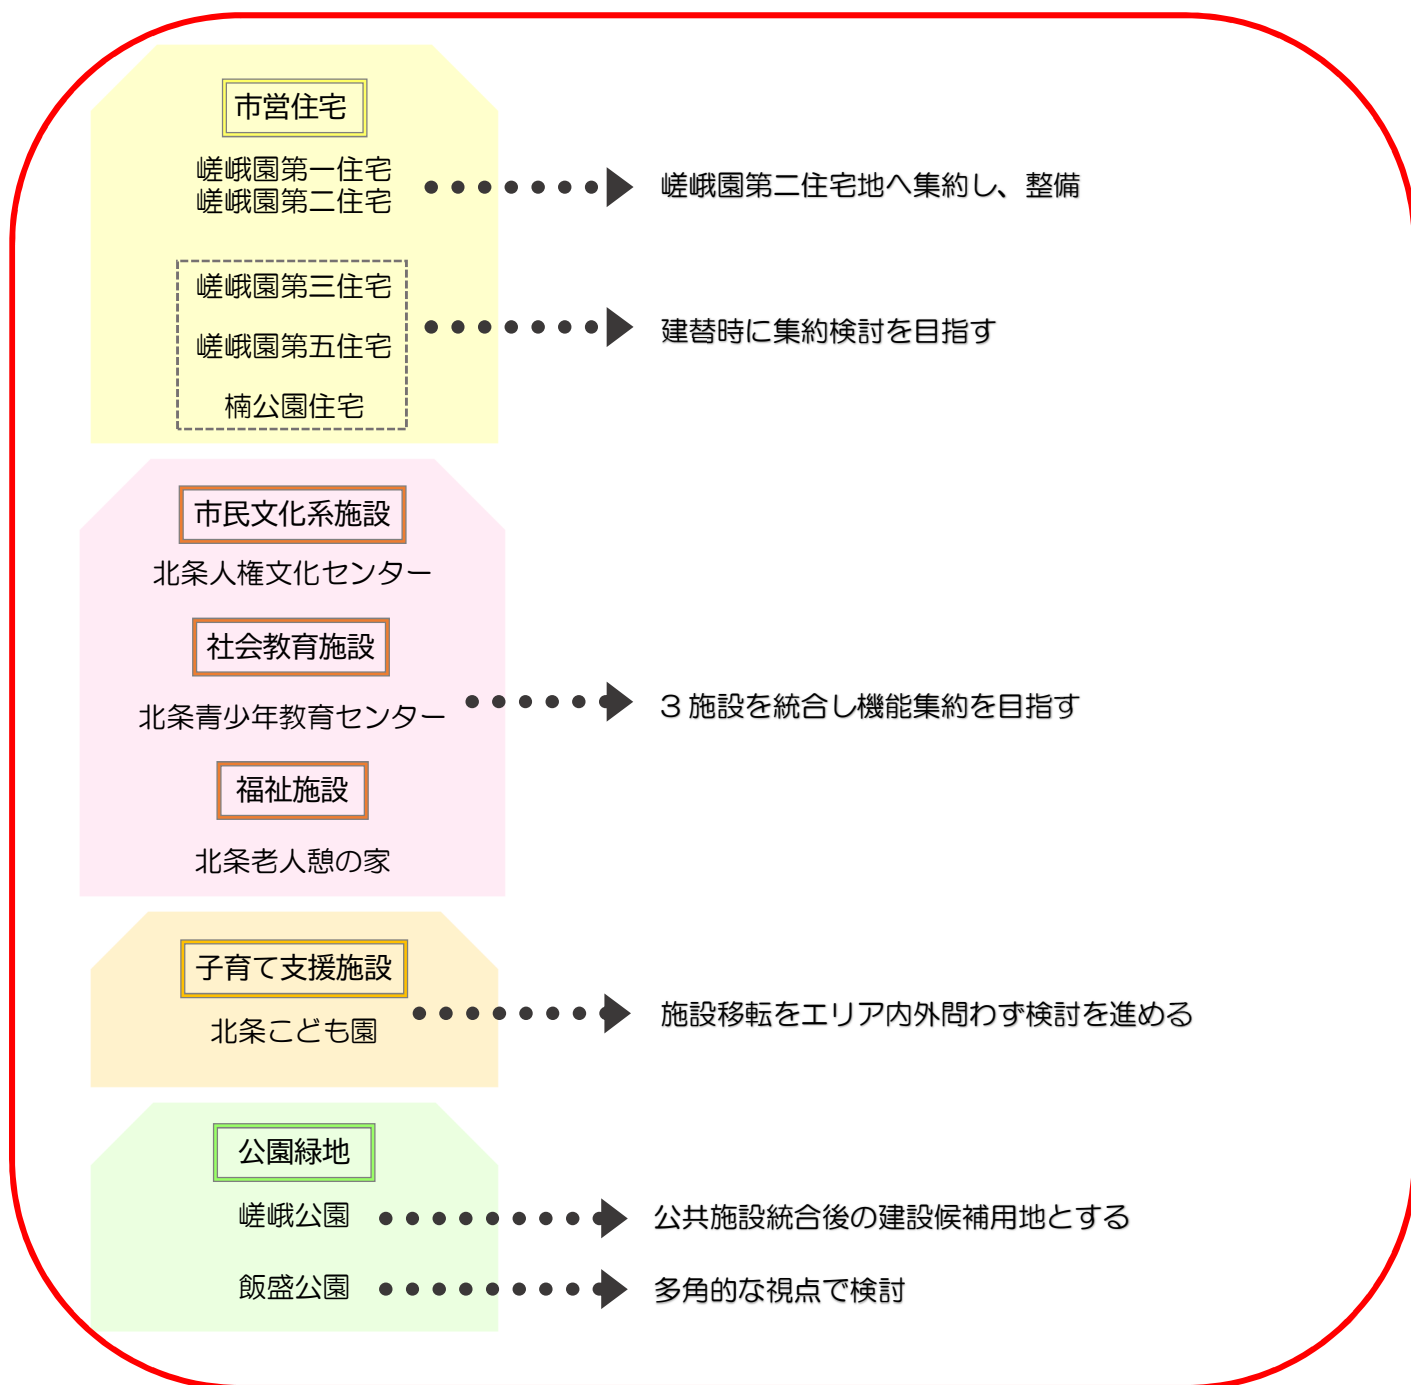 市営住宅
嵯峨園第一住宅
嵯峨園第二住宅
嵯峨園第二住宅地へ集約し、整備
嵯峨園第三住宅
嵯峨園第五住宅
楠公園住宅
建替時に集約検討を目指す
市民文化系施設
北条人権文化センター
社会教育施設
北条青少年教育センター
福祉施設
北条老人憩の家
3 施設を統合し機能集約を目指す
子育て支援施設
北条こども園
施設移転をエリア内外問わず検討を進める
公園緑地
嵯峨公園
公共施設統合後の建設候補用地とする
飯盛公園
多角的な視点で検討